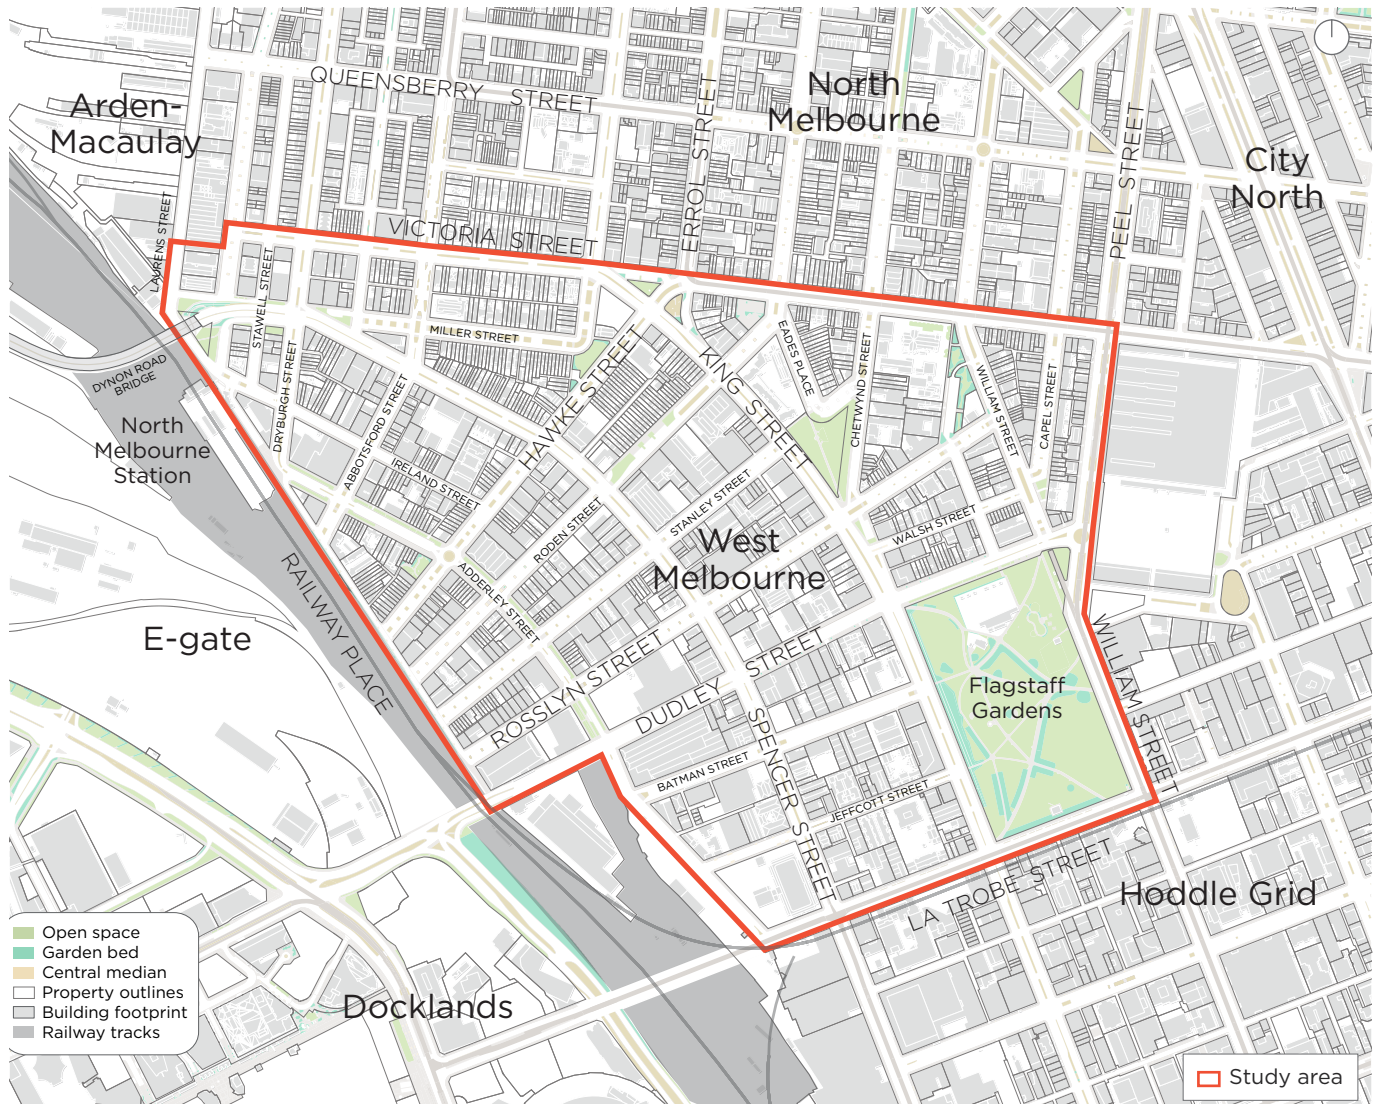 QUEENSBERRY STREET
North
Melbourne
Arden-
Macaulay
ERROL STREET
PEEL STREET
City
North
LAURENS STREET
VICTORIA STREET
STAWELL STREET
MILLER STREET
DYNON ROAD
BRIDGE
DRYBURGH STREET
ABBOTSFORD STREET
HAWKE STREET
KING STREET
EADES PLACE
CHETWYND STREET
WILLIAM STREET
CAPEL STREET
North
Melbourne
Station
IRELAND STREET
RODEN STREET
STANLEY STREET
WALSH STREET
West
Melbourne
ADDERLEY STREET
RAILWAY PLACE
E-gate
ROSSLYN STREET
DUDLEY STREET
SPENCER STREET
BATMAN STREET
JEFFCOTT STREET
Flagstaff
Gardens
WILLIAM STREET
LA TROBE STREET
Hoddle Grid
Docklands
Open space
Garden bed
Central median
Property outlines
Building footprint
Railway tracks
Study area